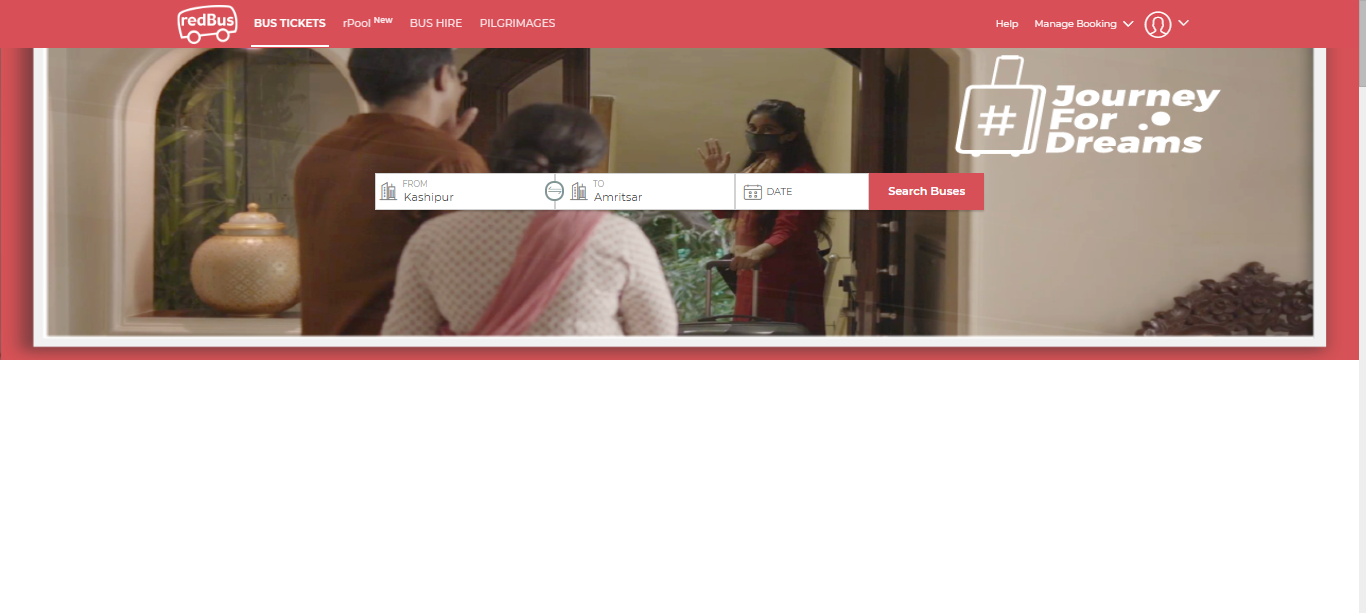 redBus
BUS TICKETS
rPool New
BUS HIRE
PILGRIMAGES
Help
Manage Booking
# Journey
For
Dreams
FROM
Kashipur
TO
Amritsar
DATE
Search Buses